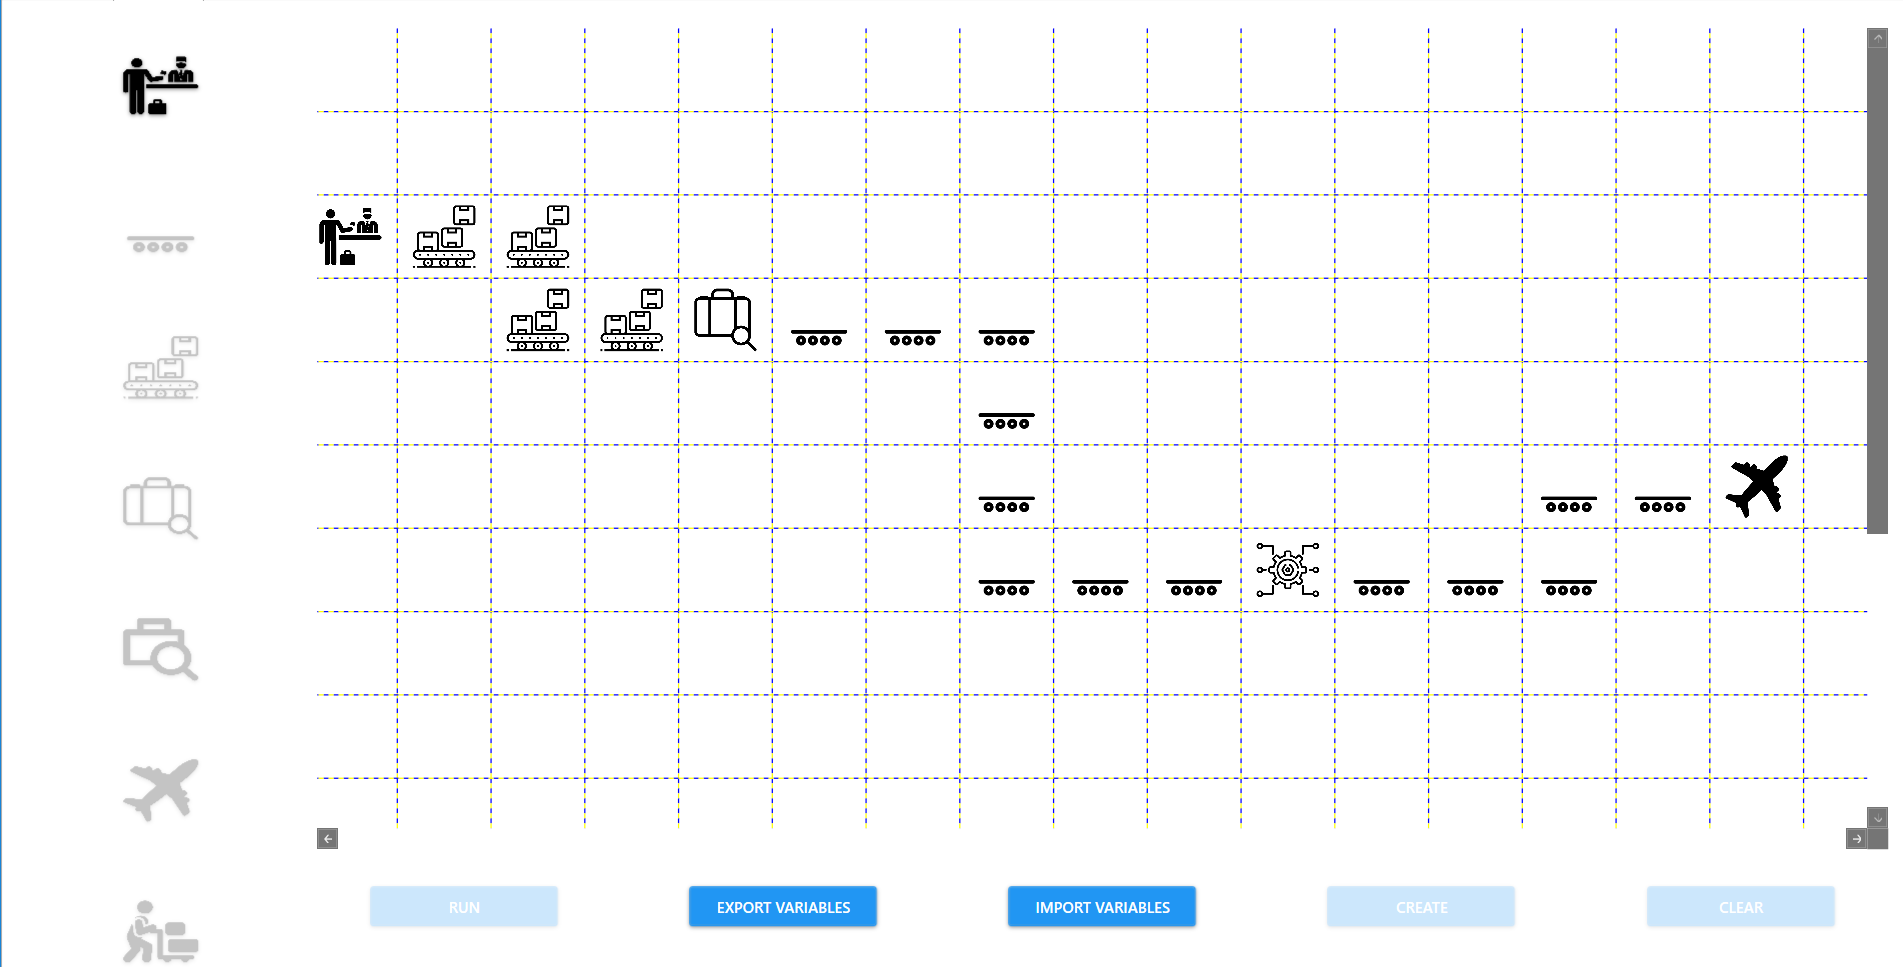 RUN
EXPORT VARIABLES
IMPORT VARIABLES
CREATE
CLEAR